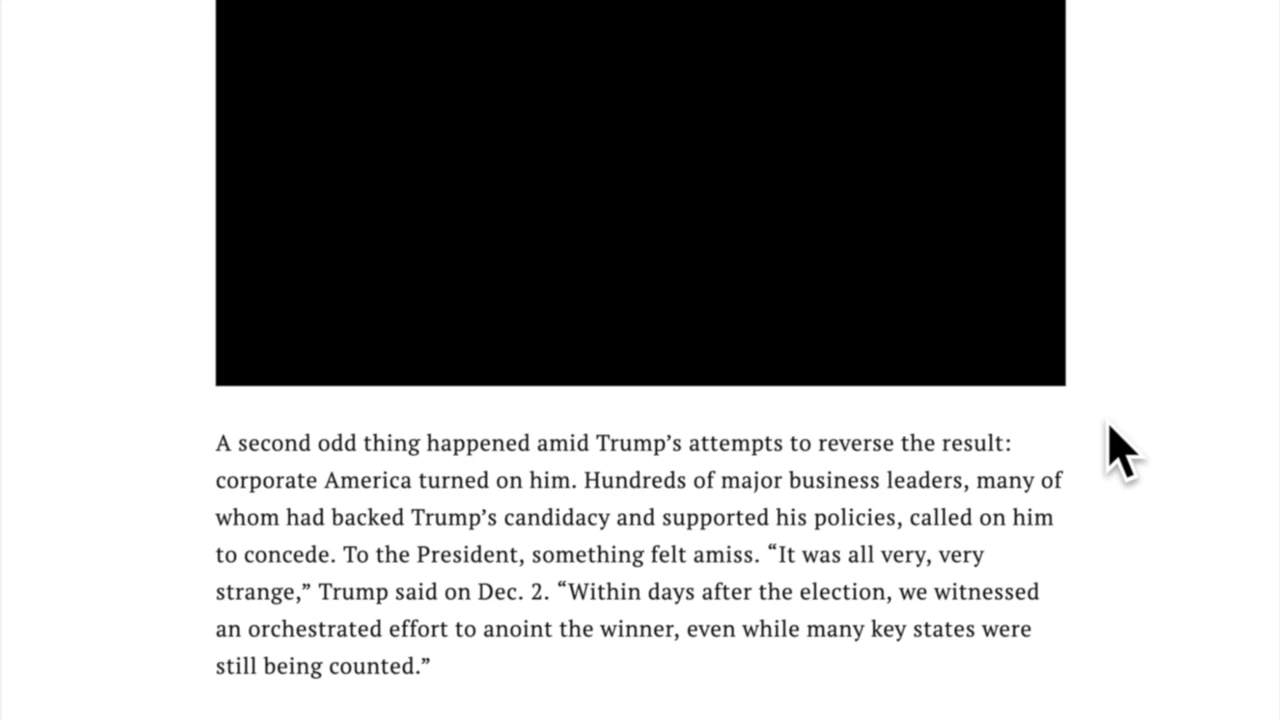 A second odd thing happened amid Trump’s attempts to reverse the result:
corporate America turned on him. Hundreds of major business leaders, many of
whom had backed Trump’s candidacy and supported his policies, called on him
to concede. To the President, something felt amiss. “It was all very, very
strange,” Trump said on Dec. 2. “Within days after the election, we witnessed
an orchestrated effort to anoint the winner, even while many key states were
still being counted.”